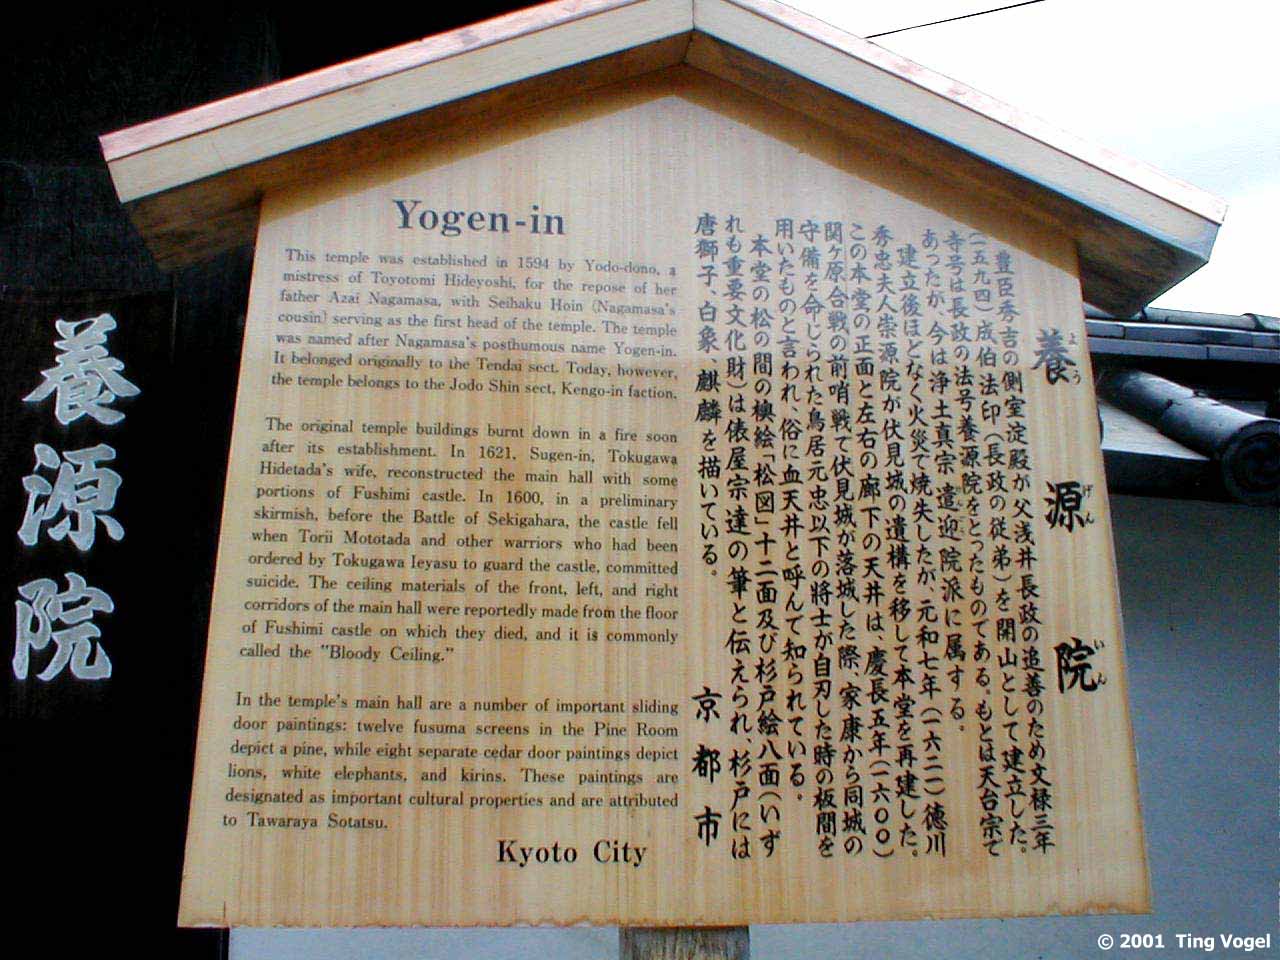 養源院
Yogen-in
This temple was established in 1594 by Yodo-dono, a
mistress of Toyotomi Hideyoshi, for the repose of her
father Azai Nagamasa, with Seihaku Hoin (Nagamasa's
cousin) serving as the first head of the temple. The temple
was named after Nagamasa's posthumous name Yogen-in.
It belonged originally to the Tendai sect. Today, however,
the temple belongs to the Jodo Shin sect, Kengo-in faction.
The original temple buildings burnt down in a fire soon
after its establishment. In 1621, Sugen-in, Tokugawa
Hidetada's wife, reconstructed the main hall with some
portions of Fushimi castle. In 1600, in a preliminary
skirmish, before the Battle of Sekigahara, the castle fell
when Torii Mototada and other warriors who had been
ordered by Tokugawa Ieyasu to guard the castle, committed
suicide. The ceiling materials of the front, left, and right
corridors of the main hall were reportedly made from the floor
of Fushimi castle on which they died, and it is commonly
called the "Bloody Ceiling."
In the temple's main hall are a number of important sliding
door paintings: twelve fusuma screens in the Pine Room
depict a pine, while eight separate cedar door paintings depict
lions, white elephants, and kirins. These paintings are
designated as important cultural properties and are attributed
to Tawaraya Sotatsu.
Kyoto City
養源院
よう げん いん
豊臣秀吉の側室淀殿が父浅井長政の追善のため文禄三年
(一五九四)成伯法印(長政の従弟)を開山として建立した。
寺号は長政の法号養源院をとったものである。もとは天台宗で
あったが、今は浄土真宗遣迎院派に属する。
建立後ほどなく火災で焼失したが、元和七年(一六二一)徳川
秀忠夫人崇源院が伏見城の遺構を移して本堂を再建した。
この本堂の正面と左右の廊下の天井は、慶長五年(一六〇〇)
関ヶ原合戦の前哨戦で伏見城が落城した際、家康から同城の
守備を命じられた鳥居元忠以下の将士が自刃した時の板間を
用いたものと言われ、俗に血天井と呼んで知られている。
本堂の松の間の襖絵「松図」十二面及び杉戸絵八面(いず
れも重要文化財)は俵屋宗達の筆と伝えられ、杉戸には
唐獅子、白象、麒麟を描いている。
京都市
© 2001 Ting Vogel